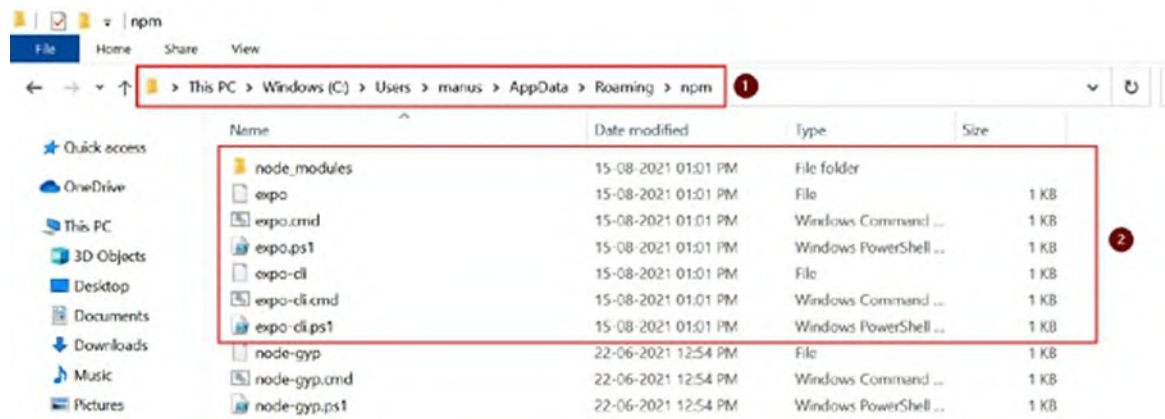 npm
File Home Share View
This PC > Windows (C:) > Users > manus > AppData > Roaming > npm 1
Name Date modified Type Size
Quick access
node_modules 15-08-2021 01:01 PM File folder
OneDrive
expo 15-08-2021 01:01 PM File 1 KB
This PC
expo.cmd 15-08-2021 01:01 PM Windows Command ... 1 KB
expo.ps1 15-08-2021 01:01 PM Windows PowerShell ... 1 KB
2
3D Objects
expo-cli 15-08-2021 01:01 PM File 1 KB
Desktop
expo-cli.cmd 15-08-2021 01:01 PM Windows Command ... 1 KB
Documents
expo-cli.ps1 15-08-2021 01:01 PM Windows PowerShell ... 1 KB
Downloads
node-gyp 22-06-2021 12:54 PM File 1 KB
Music
node-gyp.cmd 22-06-2021 12:54 PM Windows Command ... 1 KB
Pictures
node-gyp.ps1 22-06-2021 12:54 PM Windows PowerShell ... 1 KB